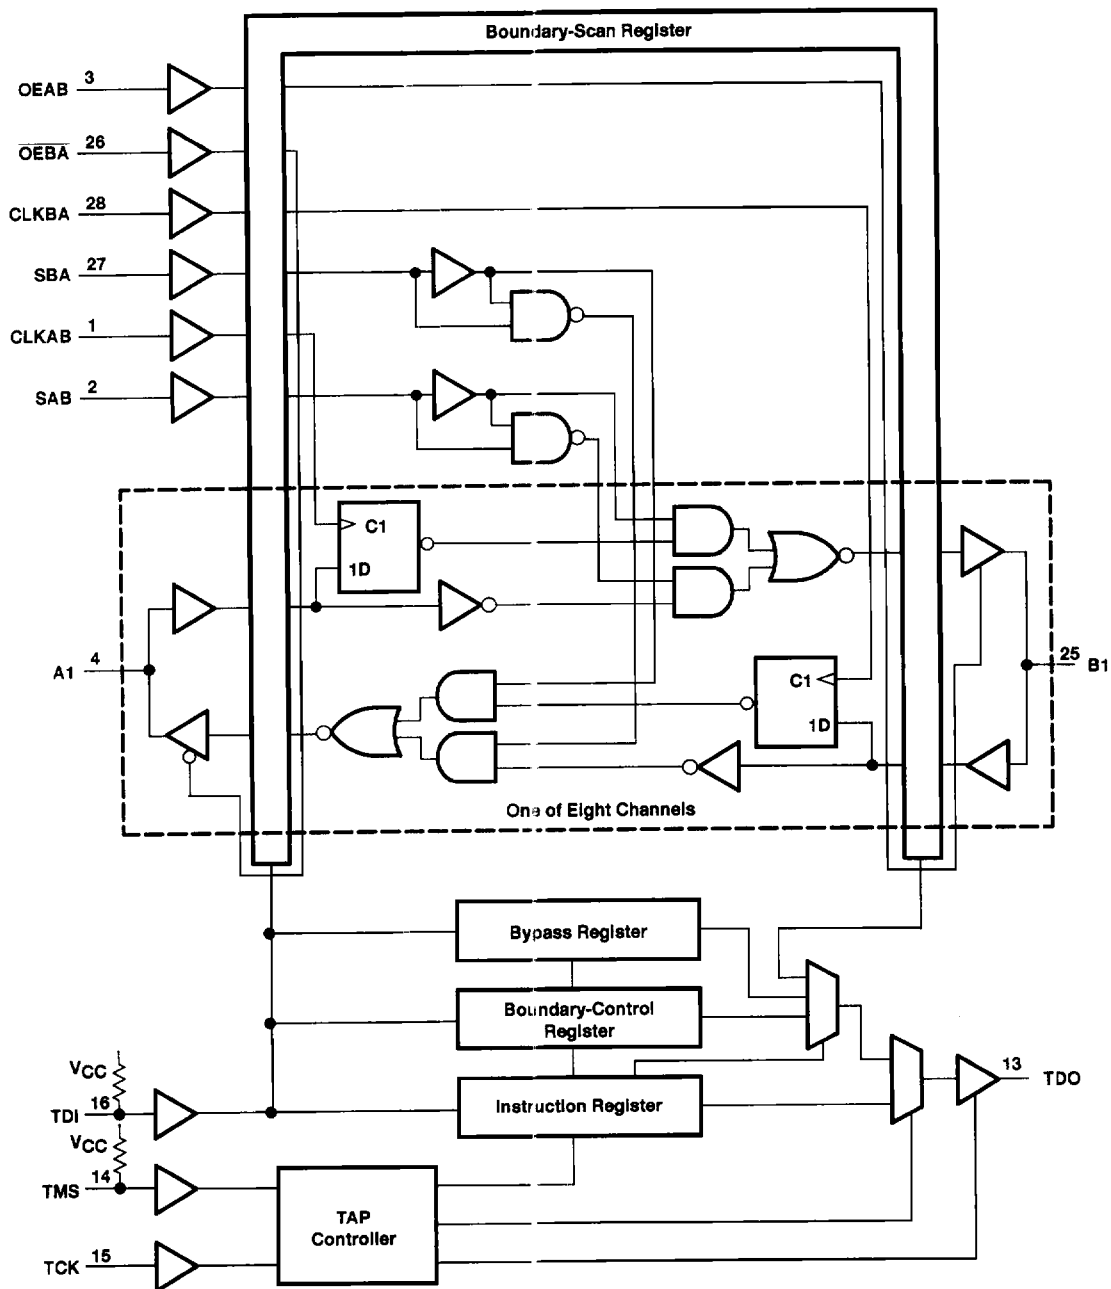 Boundary-Scan Register
OEAB 3
OEBA 26
CLKBA 28
SBA 27
CLKAB 1
SAB 2
C1
1D
A1 4
25 B1
C1
1D
One of Eight Channels
Bypass Register
Boundary-Control
Register
VCC
TDI 16
Instruction Register
13 TDO
VCC
TMS 14
TAP
Controller
TCK 15